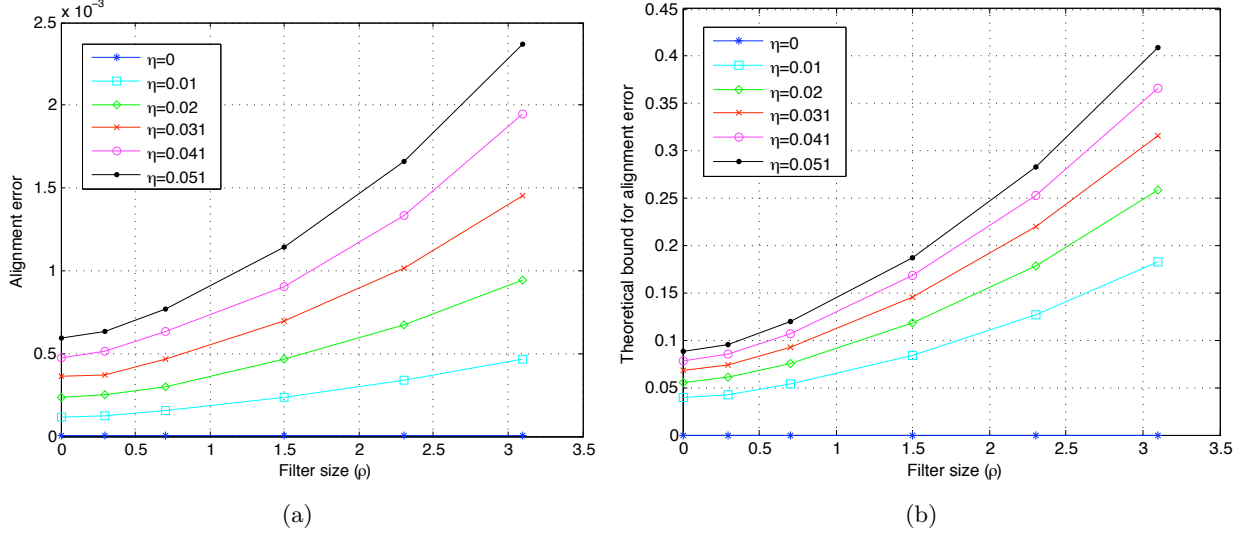 x 10⁻³
2.5
2
1.5
1
0.5
0
0 0.5 1 1.5 2 2.5 3 3.5
Alignment error
Filter size (ρ)
η=0
η=0.01
η=0.02
η=0.031
η=0.041
η=0.051
(a)
0.45
0.4
0.35
0.3
0.25
0.2
0.15
0.1
0.05
0
0 0.5 1 1.5 2 2.5 3 3.5
Theoretical bound for alignment error
Filter size (ρ)
η=0
η=0.01
η=0.02
η=0.031
η=0.041
η=0.051
(b)